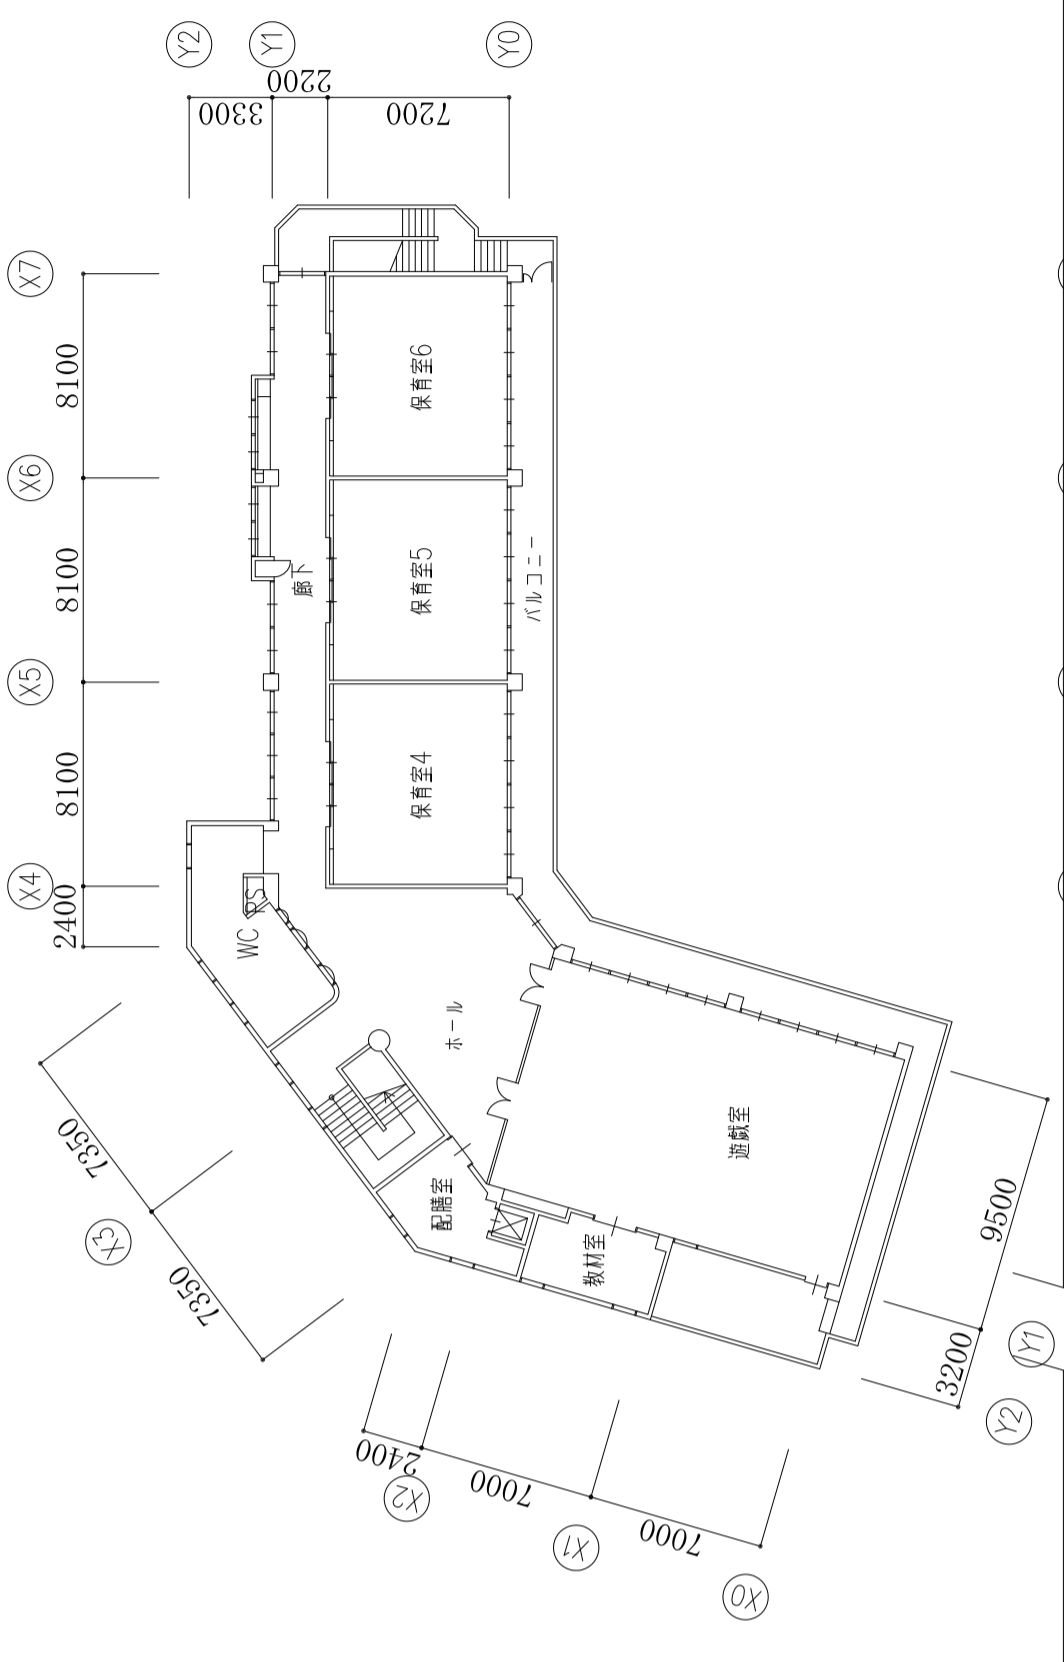 Y2
Y1
Y0
3300
2200
7200
X7
X6
X5
X4
8100
8100
8100
2400
保育室6
保育室5
保育室4
廊下
バルコニー
WC
PS
ホール
配膳室
教材室
遊戯室
7350
X3
7350
2400
X2
7000
X1
7000
X0
9500
Y1
3200
Y2